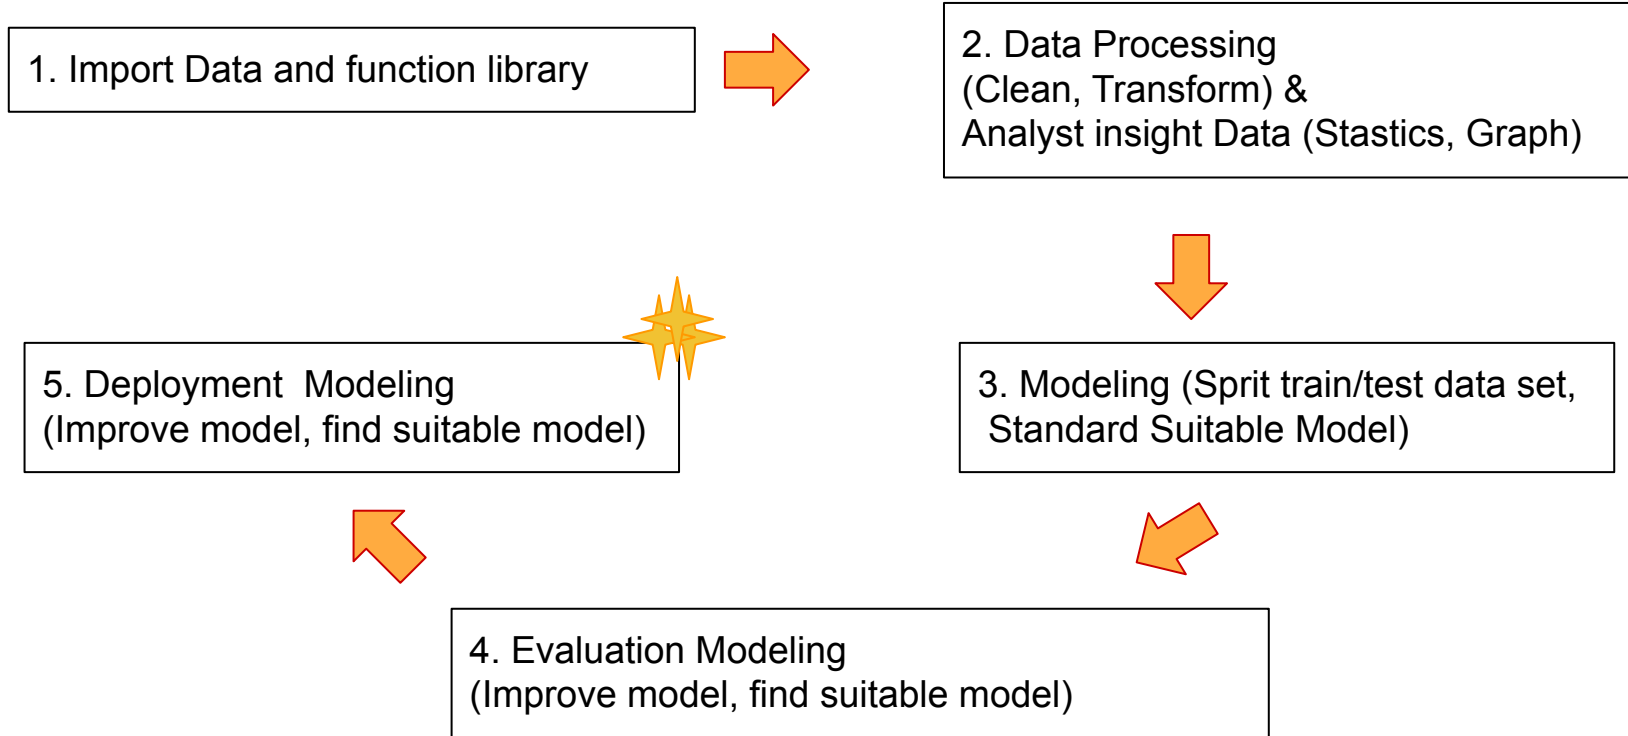 1. Import Data and function library
2. Data Processing
(Clean, Transform) &
Analyst insight Data (Stastics, Graph)
3. Modeling (Sprit train/test data set,
Standard Suitable Model)
4. Evaluation Modeling
(Improve model, find suitable model)
5. Deployment  Modeling
(Improve model, find suitable model)